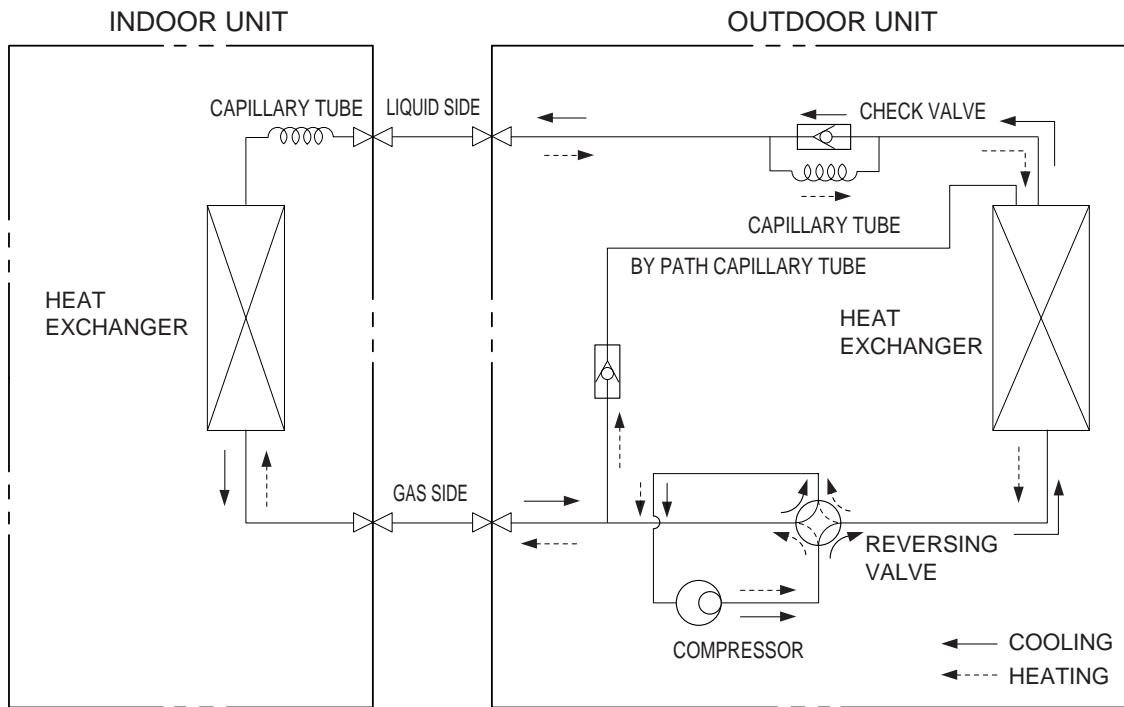 INDOOR UNIT
OUTDOOR UNIT
CAPILLARY TUBE
LIQUID SIDE
CHECK VALVE
CAPILLARY TUBE
BY PATH CAPILLARY TUBE
HEAT
EXCHANGER
HEAT
EXCHANGER
GAS SIDE
REVERSING
VALVE
COMPRESSOR
COOLING
HEATING